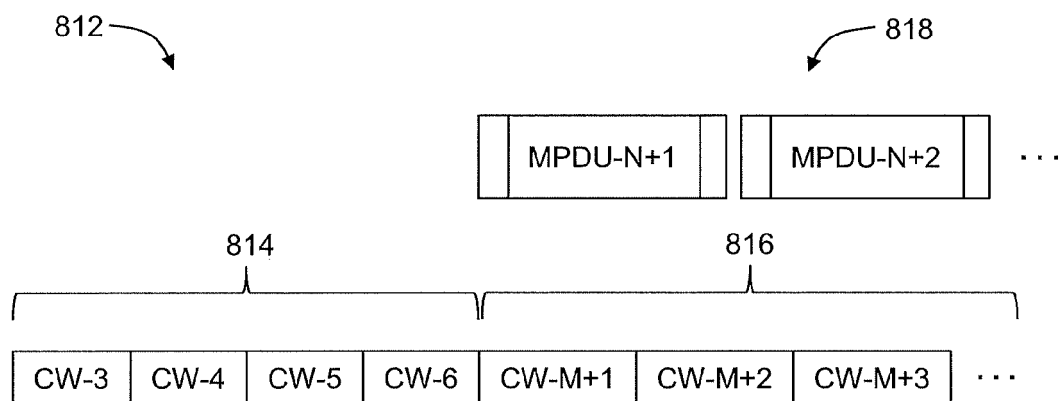 812
818
MPDU-N+1 MPDU-N+2 ...
814 816
CW-3 CW-4 CW-5 CW-6 CW-M+1 CW-M+2 CW-M+3 ...